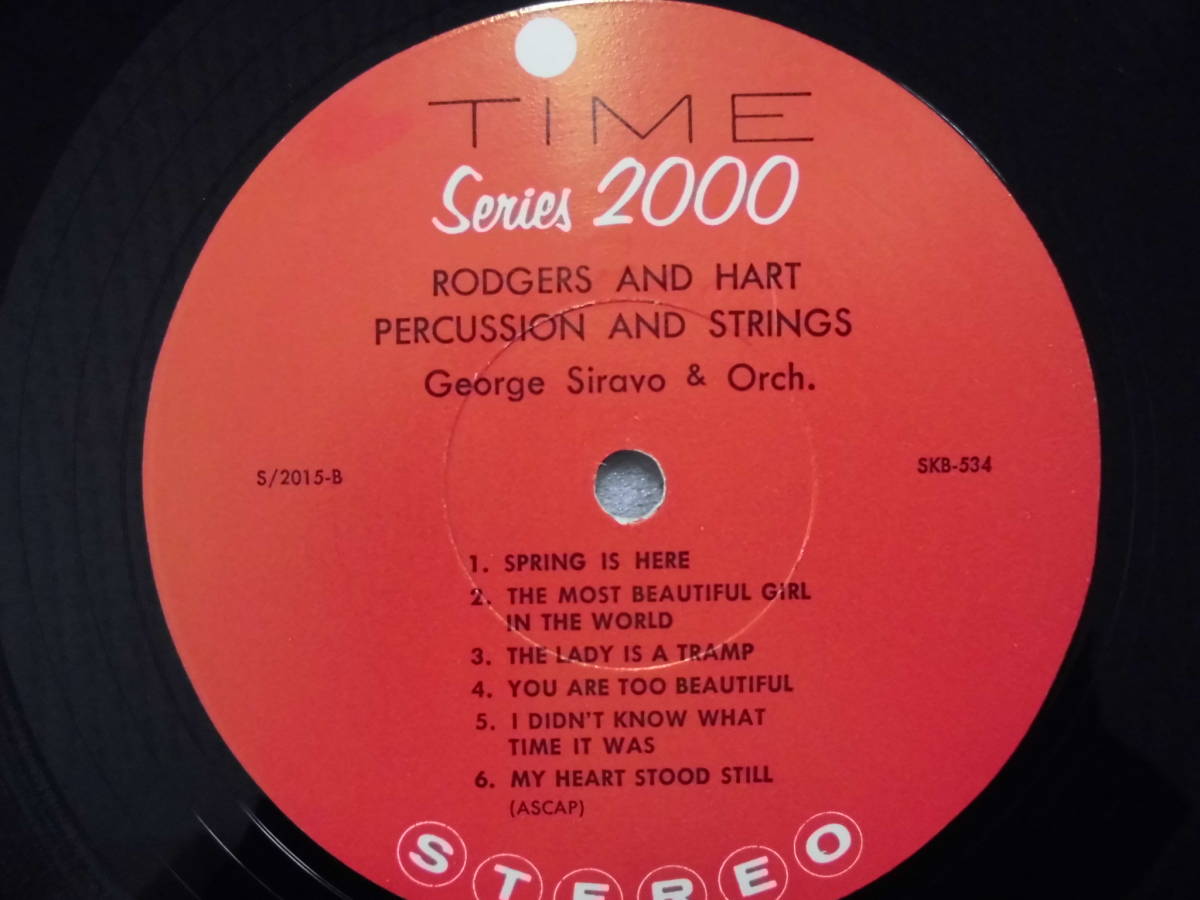 TIME
Series 2000
RODGERS AND HART
PERCUSSION AND STRINGS
George Siravo & Orch.
S/2015-B
SKB-534
1. SPRING IS HERE
2. THE MOST BEAUTIFUL GIRL
IN THE WORLD
3. THE LADY IS A TRAMP
4. YOU ARE TOO BEAUTIFUL
5. I DIDN'T KNOW WHAT
TIME IT WAS
6. MY HEART STOOD STILL
(ASCAP)
STEREO